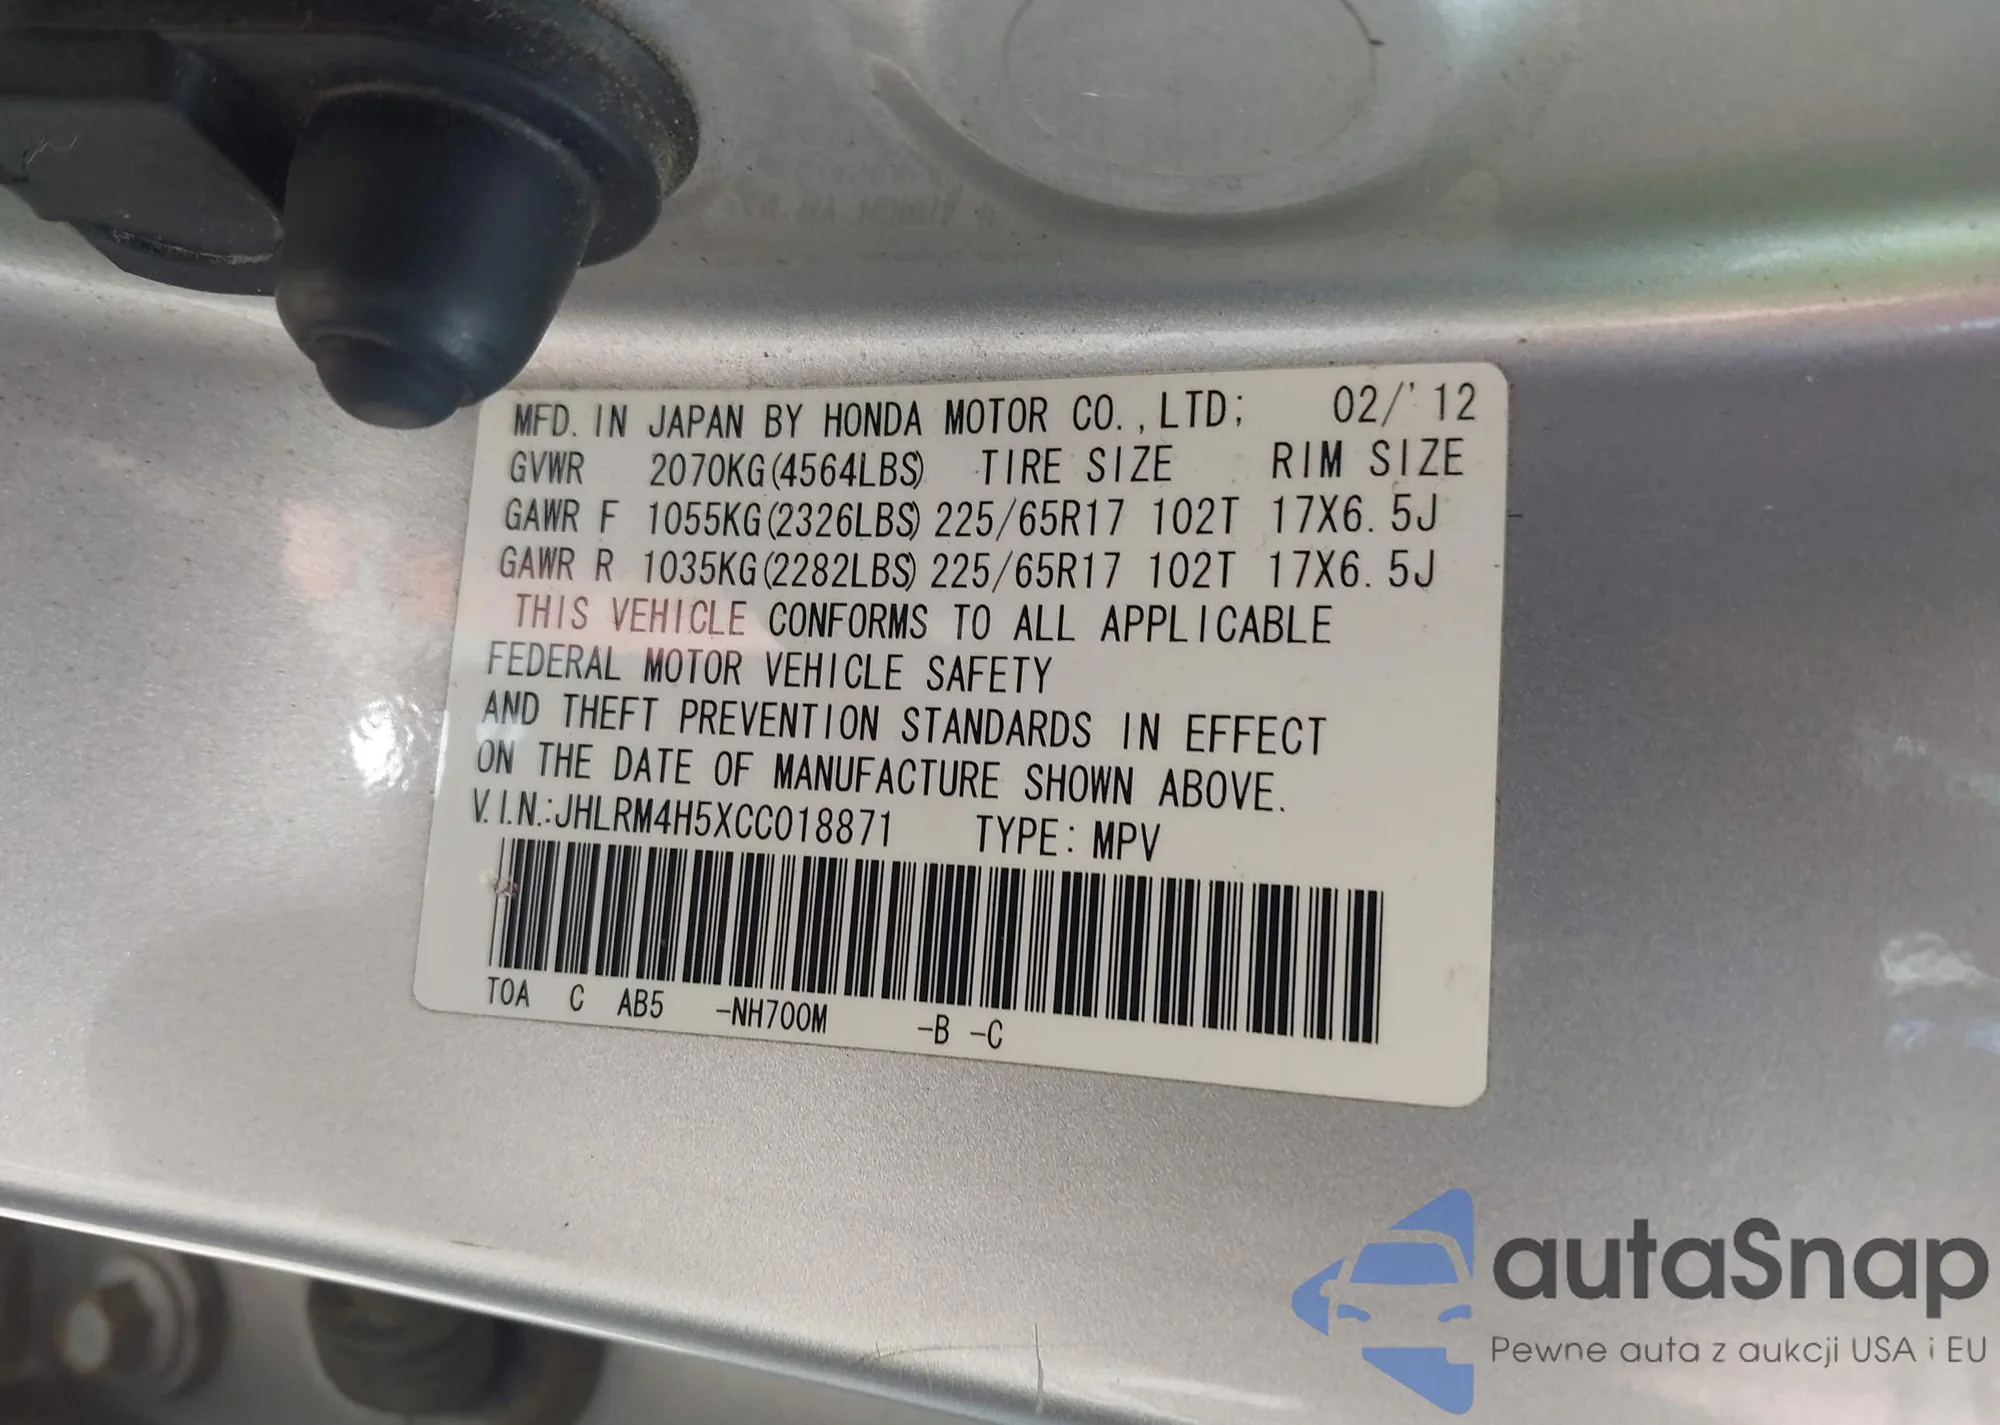 MFD. IN JAPAN BY HONDA MOTOR CO.,LTD; 02/'12
GVWR 2070KG(4564LBS) TIRE SIZE RIM SIZE
GAWR F 1055KG(2326LBS) 225/65R17 102T 17X6.5J
GAWR R 1035KG(2282LBS) 225/65R17 102T 17X6.5J
THIS VEHICLE CONFORMS TO ALL APPLICABLE
FEDERAL MOTOR VEHICLE SAFETY
AND THEFT PREVENTION STANDARDS IN EFFECT
ON THE DATE OF MANUFACTURE SHOWN ABOVE.
V.I.N.:JHLRM4H5XCC018871 TYPE: MPV
TOA C AB5 -NH700M -B -C
autaSnap
Pewne auta z aukcji USA i EU